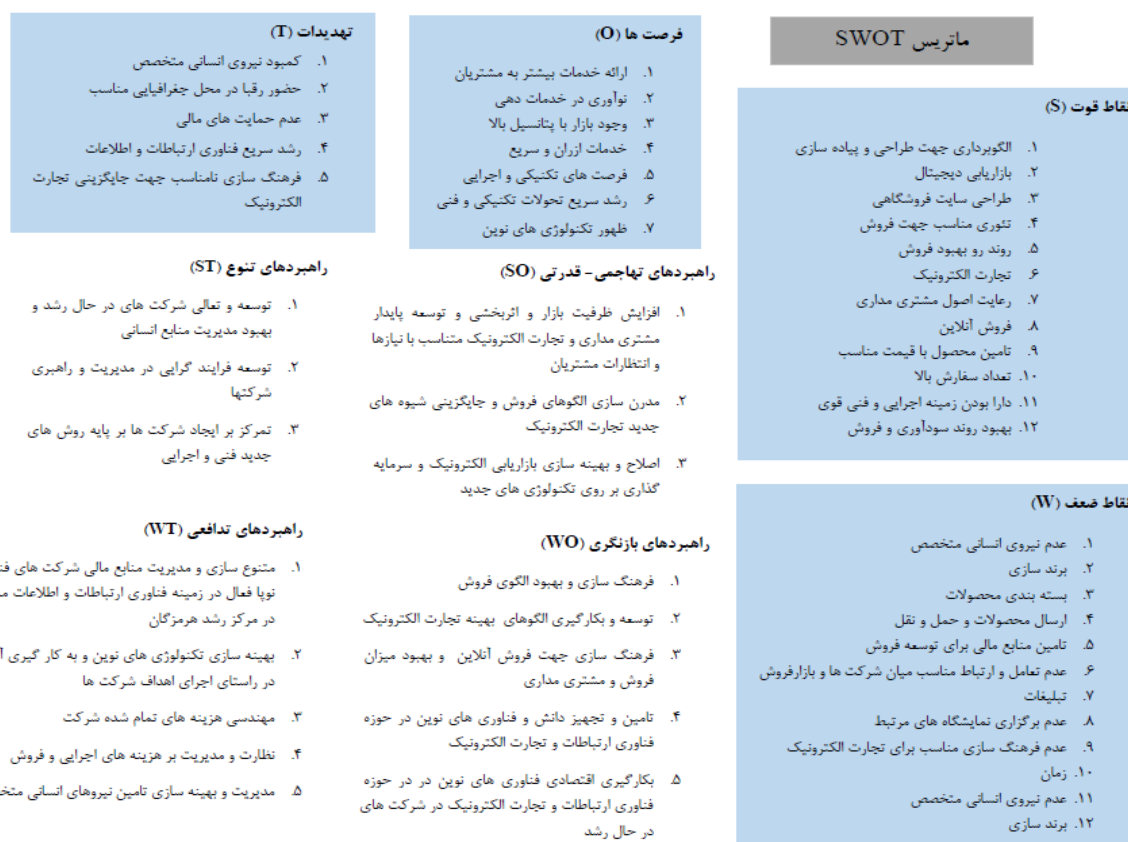 ماتریس SWOT
نقاط قوت (S)
۱. الگوبرداری جهت طراحی و پیاده سازی
۲. بازاریابی دیجیتال
۳. طراحی سایت فروشگاهی
۴. تئوری مناسب جهت فروش
۵. روند رو بهبود فروش
۶. تجارت الکترونیک
۷. رعایت اصول مشتری مداری
۸. فروش آنلاین
۹. تامین محصول با قیمت مناسب
۱۰. تعداد سفارش بالا
۱۱. دارا بودن زمینه اجرایی و فنی قوی
۱۲. بهبود روند سودآوری و فروش
نقاط ضعف (W)
۱. عدم نیروی انسانی متخصص
۲. برند سازی
۳. بسته بندی محصولات
۴. ارسال محصولات و حمل و نقل
۵. تامین منابع مالی برای توسعه فروش
۶. عدم تعامل و ارتباط مناسب میان شرکت ها و بازارفروش
۷. تبلیغات
۸. عدم برگزاری نمایشگاه های مرتبط
۹. عدم فرهنگ سازی مناسب برای تجارت الکترونیک
۱۰. زمان
۱۱. عدم نیروی انسانی متخصص
۱۲. برند سازی
فرصت ها (O)
۱. ارائه خدمات بیشتر به مشتریان
۲. نوآوری در خدمات دهی
۳. وجود بازار با پتانسیل بالا
۴. خدمات ازران و سریع
۵. فرصت های تکنیکی و اجرایی
۶. رشد سریع تحولات تکنیکی و فنی
۷. ظهور تکنولوژی های نوین
راهبردهای تهاجمی- قدرتی (SO)
۱. افزایش ظرفیت بازار و اثربخشی و توسعه پایدار
مشتری مداری و تجارت الکترونیک متناسب با نیازها
و انتظارات مشتریان
۲. مدرن سازی الگوهای فروش و جایگزینی شیوه های
جدید تجارت الکترونیک
۳. اصلاح و بهینه سازی بازاریابی الکترونیک و سرمایه
گذاری بر روی تکنولوژی های جدید
راهبردهای بازنگری (WO)
۱. فرهنگ سازی و بهبود الگوی فروش
۲. توسعه و بکارگیری الگوهای بهینه تجارت الکترونیک
۳. فرهنگ سازی جهت فروش آنلاین و بهبود میزان
فروش و مشتری مداری
۴. تامین و تجهیز دانش و فناوری های نوین در حوزه
فناوری ارتباطات و تجارت الکترونیک
۵. بکارگیری اقتصادی فناوری های نوین در در حوزه
فناوری ارتباطات و تجارت الکترونیک در شرکت های
در حال رشد
تهدیدات (T)
۱. کمبود نیروی انسانی متخصص
۲. حضور رقبا در محل جغرافیایی مناسب
۳. عدم حمایت های مالی
۴. رشد سریع فناوری ارتباطات و اطلاعات
۵. فرهنگ سازی نامناسب جهت جایگزینی تجارت
الکترونیک
راهبردهای تنوع (ST)
۱. توسعه و تعالی شرکت های در حال رشد و
بهبود مدیریت منابع انسانی
۲. توسعه فرایند گرایی در مدیریت و راهبری
شرکتها
۳. تمرکز بر ایجاد شرکت ها بر پایه روش های
جدید فنی و اجرایی
راهبردهای تدافعی (WT)
۱. متنوع سازی و مدیریت منابع مالی شرکت های
نوپا فعال در زمینه فناوری ارتباطات و اطلاعات
در مرکز رشد هرمزگان
۲. بهینه سازی تکنولوژی های نوین و به کار گیری
در راستای اجرای اهداف شرکت ها
۳. مهندسی هزینه های تمام شده شرکت
۴. نظارت و مدیریت بر هزینه های اجرایی و فروش
۵. مدیریت و بهینه سازی تامین نیروهای انسانی